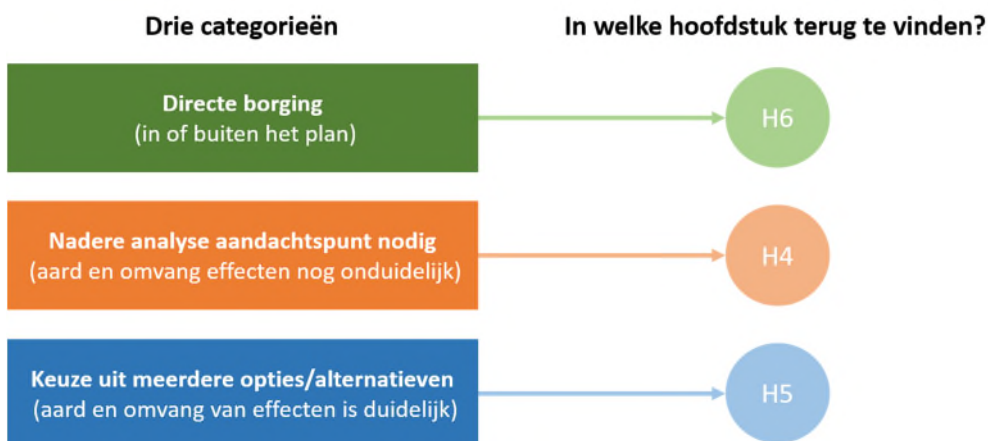 Drie categorieën
In welke hoofdstuk terug te vinden?
Directe borging
(in of buiten het plan)
H6
Nadere analyse aandachtspunt nodig
(aard en omvang effecten nog onduidelijk)
H4
Keuze uit meerdere opties/alternatieven
(aard en omvang van effecten is duidelijk)
H5